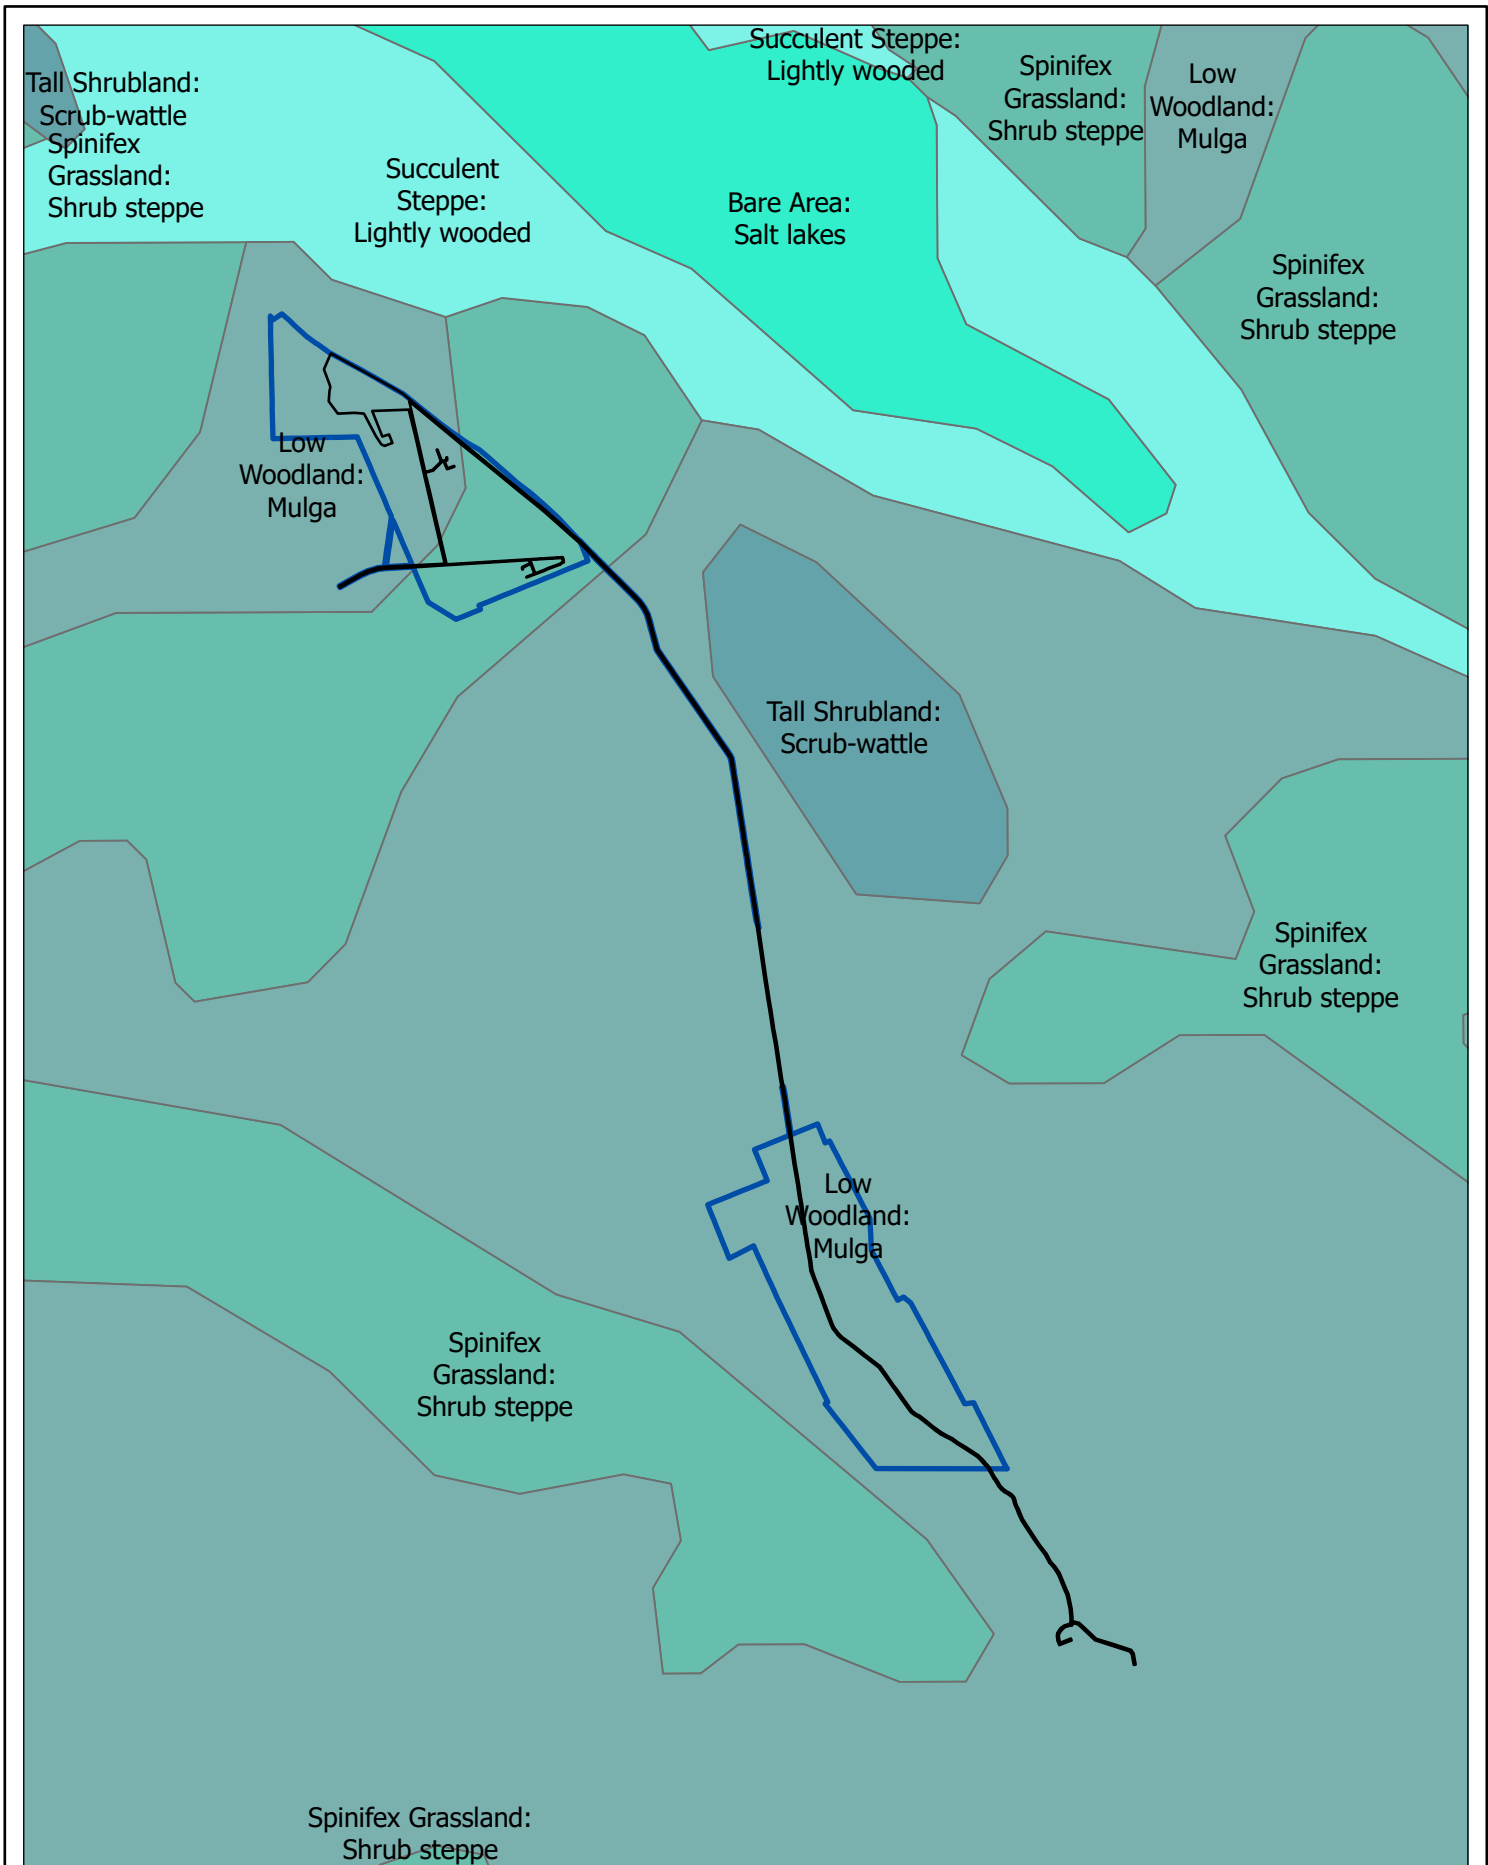 Succulent Steppe:
Lightly wooded
Spinifex
Grassland:
Shrub steppe
Low
Woodland:
Mulga
Tall Shrubland:
Scrub-wattle
Spinifex
Grassland:
Shrub steppe
Succulent
Steppe:
Lightly wooded
Bare Area:
Salt lakes
Spinifex
Grassland:
Shrub steppe
Low
Woodland:
Mulga
Tall Shrubland:
Scrub-wattle
Spinifex
Grassland:
Shrub steppe
Low
Woodland:
Mulga
Spinifex
Grassland:
Shrub steppe
Spinifex Grassland:
Shrub steppe